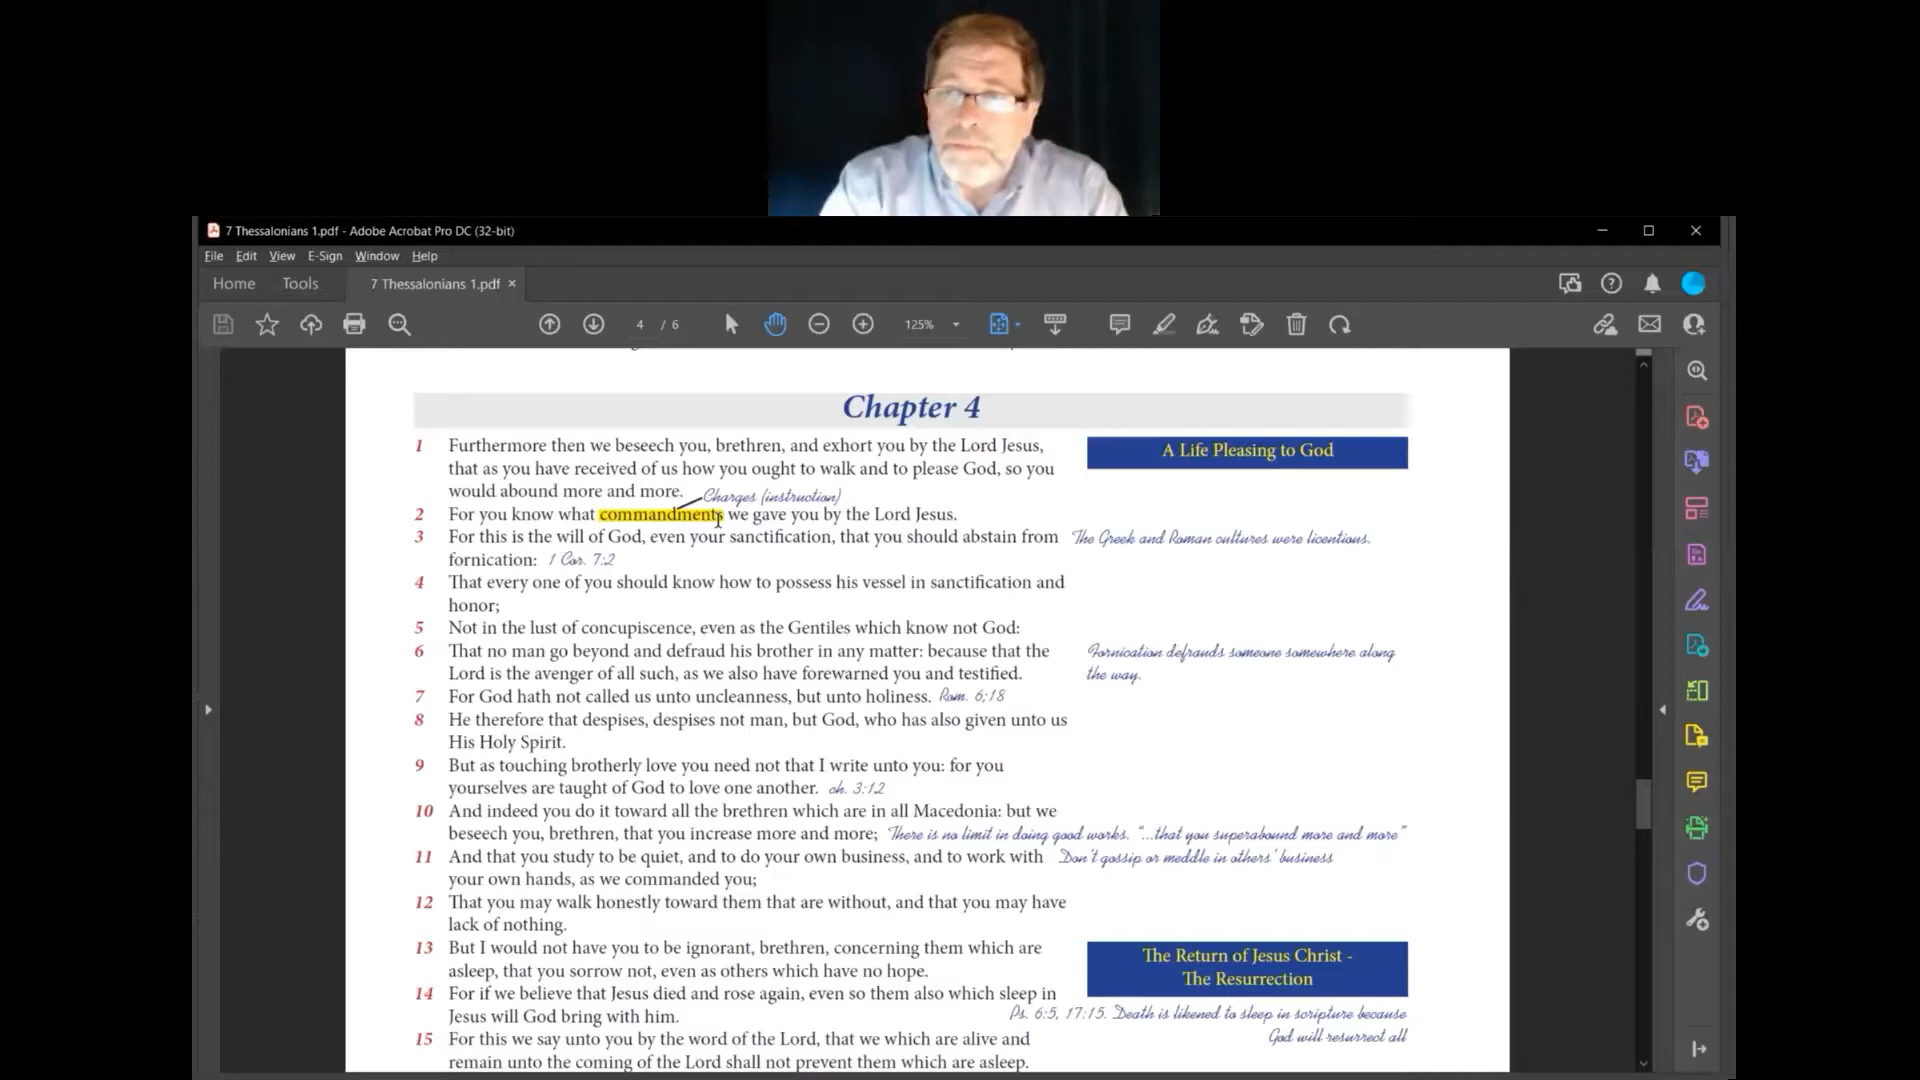 7 Thessalonians 1.pdf - Adobe Acrobat Pro DC (32-bit)
File Edit View E-Sign Window Help
Home Tools 7 Thessalonians 1.pdf ×
4 / 6 125%
Chapter 4
1 Furthermore then we beseech you, brethren, and exhort you by the Lord Jesus,
A Life Pleasing to God
that as you have received of us how you ought to walk and to please God, so you
would abound more and more. Charges (instruction)
2 For you know what commandments we gave you by the Lord Jesus.
3 For this is the will of God, even your sanctification, that you should abstain from The Greek and Roman cultures were licentious.
fornication: 1 Cor. 7:2
4 That every one of you should know how to possess his vessel in sanctification and
honor;
5 Not in the lust of concupiscence, even as the Gentiles which know not God:
6 That no man go beyond and defraud his brother in any matter: because that the Fornication defrauds someone somewhere along
Lord is the avenger of all such, as we also have forewarned you and testified. the way.
7 For God hath not called us unto uncleanness, but unto holiness. Rom. 6;18
8 He therefore that despises, despises not man, but God, who has also given unto us
His Holy Spirit.
9 But as touching brotherly love you need not that I write unto you: for you
yourselves are taught of God to love one another. ch. 3:12
10 And indeed you do it toward all the brethren which are in all Macedonia: but we
beseech you, brethren, that you increase more and more; There is no limit in doing good works. "...that you superabound more and more"
11 And that you study to be quiet, and to do your own business, and to work with Don't gossip or meddle in others' business
your own hands, as we commanded you;
12 That you may walk honestly toward them that are without, and that you may have
lack of nothing.
13 But I would not have you to be ignorant, brethren, concerning them which are
The Return of Jesus Christ -
asleep, that you sorrow not, even as others which have no hope.
The Resurrection
14 For if we believe that Jesus died and rose again, even so them also which sleep in
Jesus will God bring with him. Ps. 6:5, 17:15. Death is likened to sleep in scripture because
15 For this we say unto you by the word of the Lord, that we which are alive and God will resurrect all
remain unto the coming of the Lord shall not prevent them which are asleep.